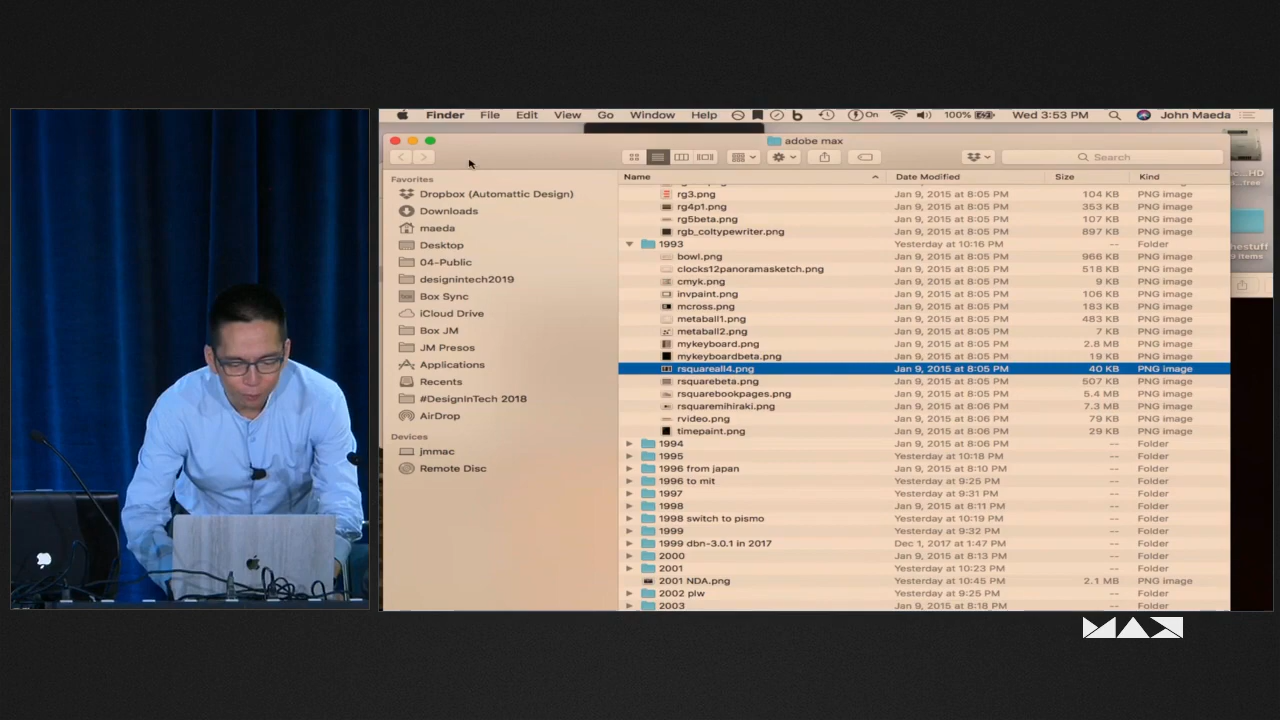 Finder File Edit View Go Window Help On 100% Wed 3:53 PM John Maeda
adobe max
Search
Favorites
Dropbox (Automattic Design)
Downloads
maeda
Desktop
04-Public
designintech2019
Box Sync
iCloud Drive
Box JM
JM Presos
Applications
Recents
#DesignInTech 2018
AirDrop
Devices
jmmac
Remote Disc
Name Date Modified Size Kind
rg3.png Jan 9, 2015 at 8:05 PM 104 KB PNG image
rg4p1.png Jan 9, 2015 at 8:05 PM 353 KB PNG image
rg5beta.png Jan 9, 2015 at 8:05 PM 107 KB PNG image
rgb_coltypewriter.png Jan 9, 2015 at 8:05 PM 897 KB PNG image
1993 Yesterday at 10:16 PM -- Folder
bowl.png Jan 9, 2015 at 8:05 PM 966 KB PNG image
clocks12panoramasketch.png Jan 9, 2015 at 8:05 PM 518 KB PNG image
cmyk.png Jan 9, 2015 at 8:05 PM 9 KB PNG image
invpaint.png Jan 9, 2015 at 8:05 PM 106 KB PNG image
mcross.png Jan 9, 2015 at 8:05 PM 183 KB PNG image
metaball1.png Jan 9, 2015 at 8:05 PM 483 KB PNG image
metaball2.png Jan 9, 2015 at 8:05 PM 7 KB PNG image
mykeyboard.png Jan 9, 2015 at 8:05 PM 2.8 MB PNG image
mykeyboardbeta.png Jan 9, 2015 at 8:05 PM 19 KB PNG image
rsquareall4.png Jan 9, 2015 at 8:05 PM 40 KB PNG image
rsquarebeta.png Jan 9, 2015 at 8:05 PM 507 KB PNG image
rsquarebookpages.png Jan 9, 2015 at 8:05 PM 5.4 MB PNG image
rsquaremihiraki.png Jan 9, 2015 at 8:06 PM 7.3 MB PNG image
rvideo.png Jan 9, 2015 at 8:06 PM 79 KB PNG image
timepaint.png Jan 9, 2015 at 8:06 PM 29 KB PNG image
1994 Jan 9, 2015 at 8:06 PM -- Folder
1995 Yesterday at 10:18 PM -- Folder
1996 from japan Jan 9, 2015 at 8:10 PM -- Folder
1996 to mit Yesterday at 9:25 PM -- Folder
1997 Yesterday at 9:31 PM -- Folder
1998 Jan 9, 2015 at 8:11 PM -- Folder
1998 switch to pismo Yesterday at 10:19 PM -- Folder
1999 Yesterday at 9:32 PM -- Folder
1999 dbn-3.0.1 in 2017 Dec 1, 2017 at 1:47 PM -- Folder
2000 Jan 9, 2015 at 8:13 PM -- Folder
2001 Yesterday at 10:23 PM -- Folder
2001 NDA.png Yesterday at 10:45 PM 2.1 MB PNG image
2002 plw Yesterday at 9:25 PM -- Folder
2003 Jan 9, 2015 at 8:18 PM -- Folder
...HD
...free
hestuff
9 items
MAX